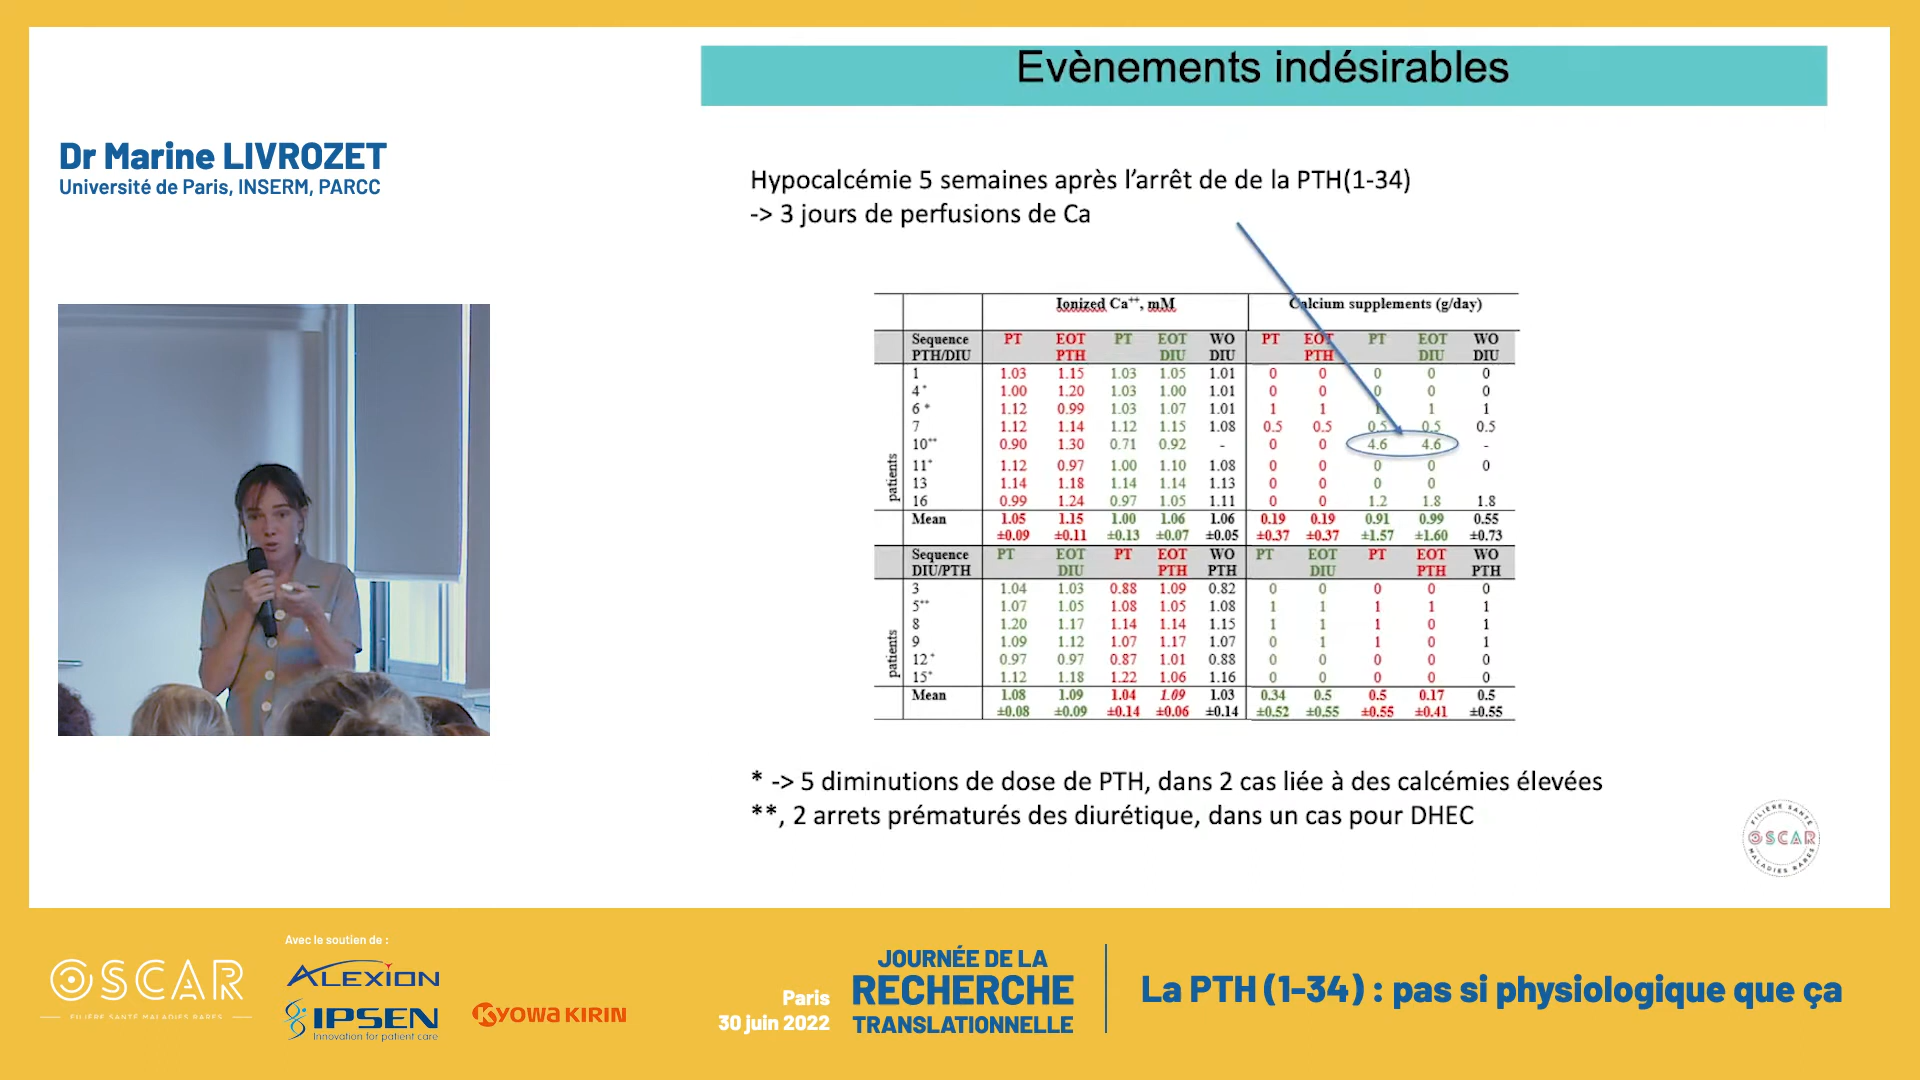 Evènements indésirables
Dr Marine LIVROZET
Université de Paris, INSERM, PARCC
Hypocalcémie 5 semaines après l’arrêt de de la PTH(1-34)
-> 3 jours de perfusions de Ca
Ionized Ca++, mM Calcium supplements (g/day)
Sequence PT EOT PT EOT WO PT EOT PT EOT WO
PTH/DIU PTH DIU DIU PTH DIU DIU
patients
1 1.03 1.15 1.03 1.05 1.01 0 0 0 0 0
4* 1.00 1.20 1.03 1.00 1.01 0 0 0 0 0
6 * 1.12 0.99 1.03 1.07 1.01 1 1 1 1 1
7 1.12 1.14 1.12 1.15 1.08 0.5 0.5 0.5 0.5 0.5
10** 0.90 1.30 0.71 0.92 - 0 0 4.6 4.6 -
11* 1.12 0.97 1.00 1.10 1.08 0 0 0 0 0
13 1.14 1.18 1.14 1.14 1.13 0 0 0 0
16 0.99 1.24 0.97 1.05 1.11 0 0 1.2 1.8 1.8
Mean 1.05 1.15 1.00 1.06 1.06 0.19 0.19 0.91 0.99 0.55
±0.09 ±0.11 ±0.13 ±0.07 ±0.05 ±0.37 ±0.37 ±1.57 ±1.60 ±0.73
Sequence PT EOT PT EOT WO PT EOT PT EOT WO
DIU/PTH DIU PTH PTH DIU PTH PTH
patients
3 1.04 1.03 0.88 1.09 0.82 0 0 0 0 0
5** 1.07 1.05 1.08 1.05 1.08 1 1 1 1 1
8 1.20 1.17 1.14 1.14 1.15 1 1 1 0 1
9 1.09 1.12 1.07 1.17 1.07 0 1 1 0 1
12 * 0.97 0.97 0.87 1.01 0.88 0 0 0 0 0
15* 1.12 1.18 1.22 1.06 1.16 0 0 0 0 0
Mean 1.08 1.09 1.04 1.09 1.03 0.34 0.5 0.5 0.17 0.5
±0.08 ±0.09 ±0.14 ±0.06 ±0.14 ±0.52 ±0.55 ±0.55 ±0.41 ±0.55
* -> 5 diminutions de dose de PTH, dans 2 cas liée à des calcémies élevées
**, 2 arrets prématurés des diurétique, dans un cas pour DHEC
FILIÈRE SANTÉ
OSCAR
MALADIES RARES
OSCAR
FILIÈRE SANTÉ MALADIES RARES
Avec le soutien de :
ALEXION
IPSEN
Innovation for patient care
KYOWA KIRIN
Paris
30 juin 2022
JOURNÉE DE LA
RECHERCHE
TRANSLATIONNELLE
La PTH (1-34) : pas si physiologique que ça